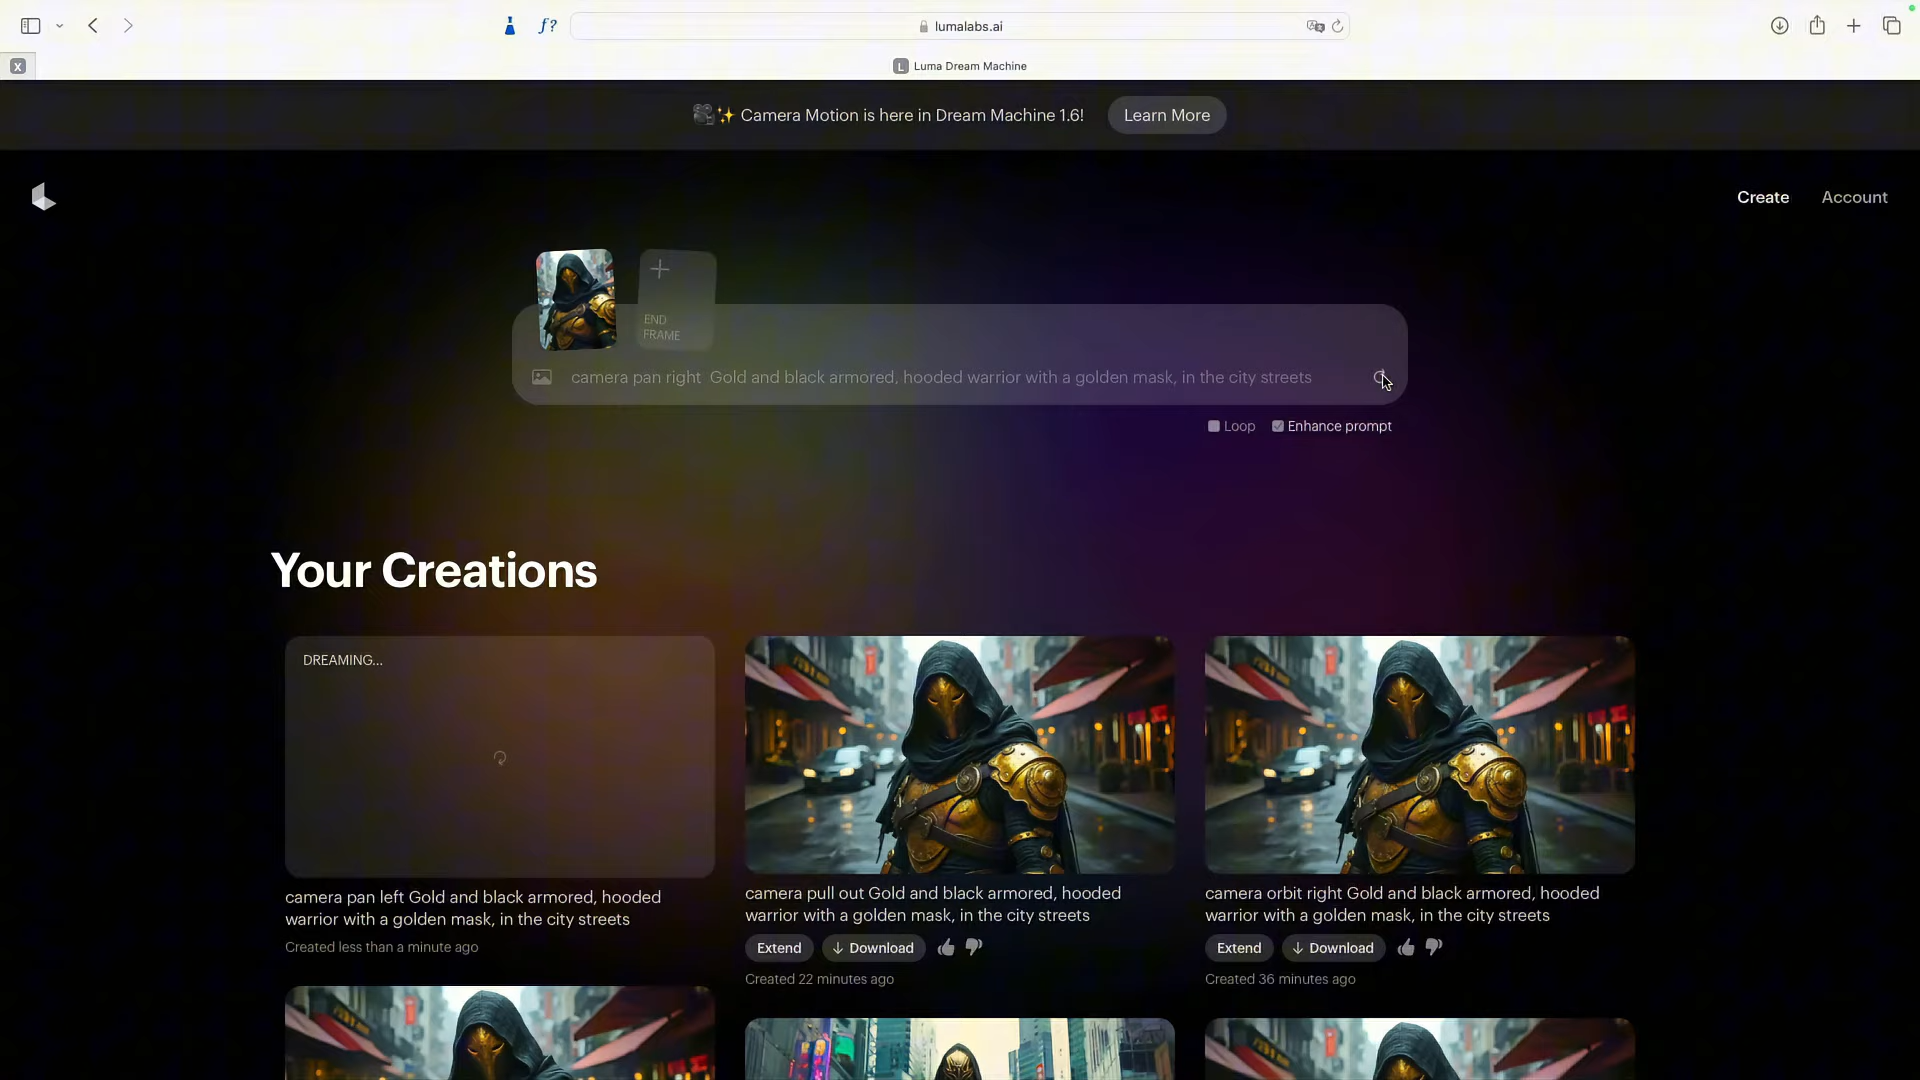 f?
lumalabs.ai
X
L Luma Dream Machine
Camera Motion is here in Dream Machine 1.6! Learn More
Create Account
END
FRAME
camera pan right Gold and black armored, hooded warrior with a golden mask, in the city streets
Loop Enhance prompt
Your Creations
DREAMING...
camera pan left Gold and black armored, hooded
warrior with a golden mask, in the city streets
Created less than a minute ago
camera pull out Gold and black armored, hooded
warrior with a golden mask, in the city streets
Extend Download
Created 22 minutes ago
camera orbit right Gold and black armored, hooded
warrior with a golden mask, in the city streets
Extend Download
Created 36 minutes ago